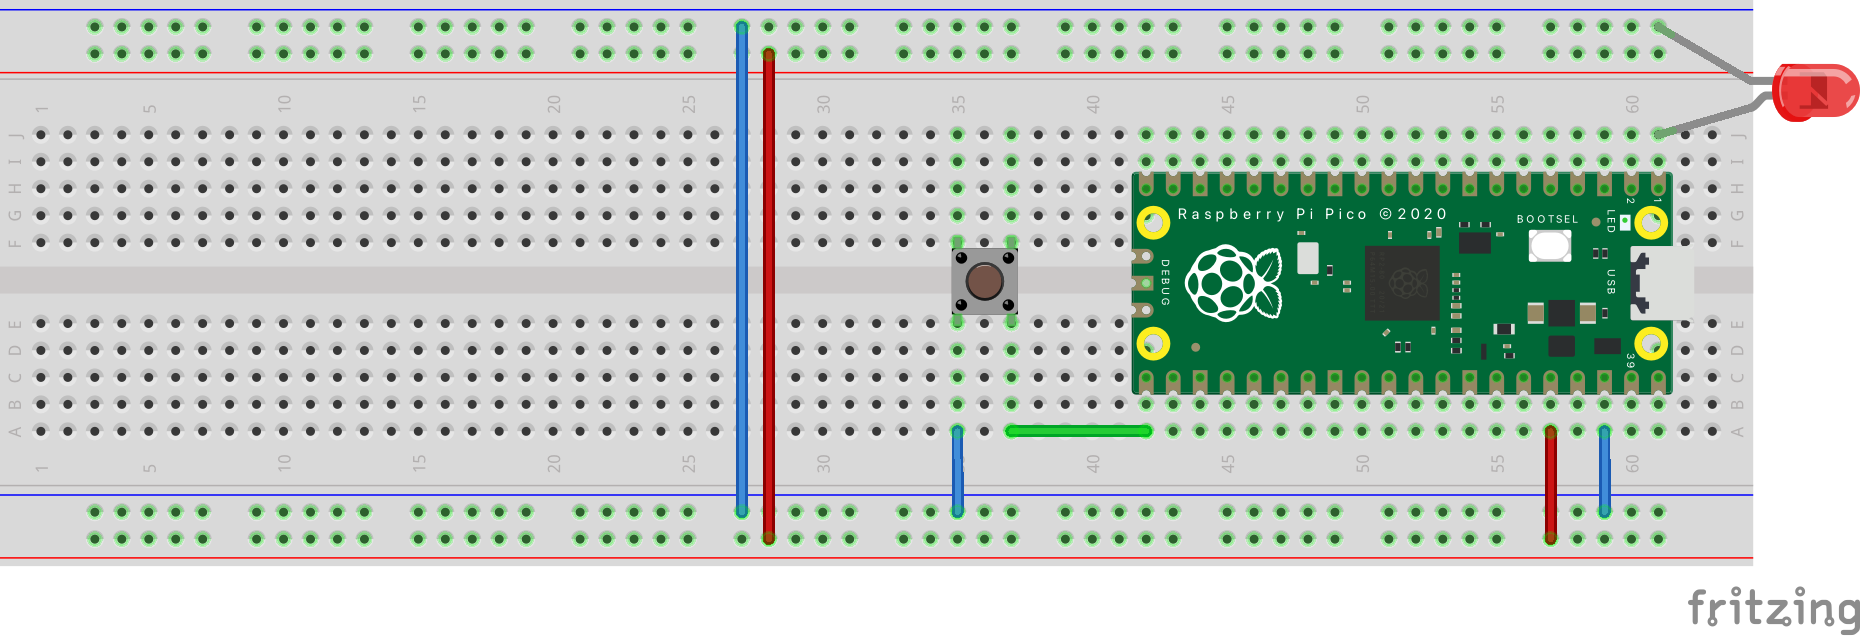 1 5 10 15 20 25 30 35 40 45 50 55 60
J J
I I
H H
G G
F F
Raspberry Pi Pico ©2020
BOOTSEL
LED
2
1
DEBUG
USB
39
E E
D D
C C
B B
A A
1 5 10 15 20 25 30 35 40 45 50 55 60
fritzing